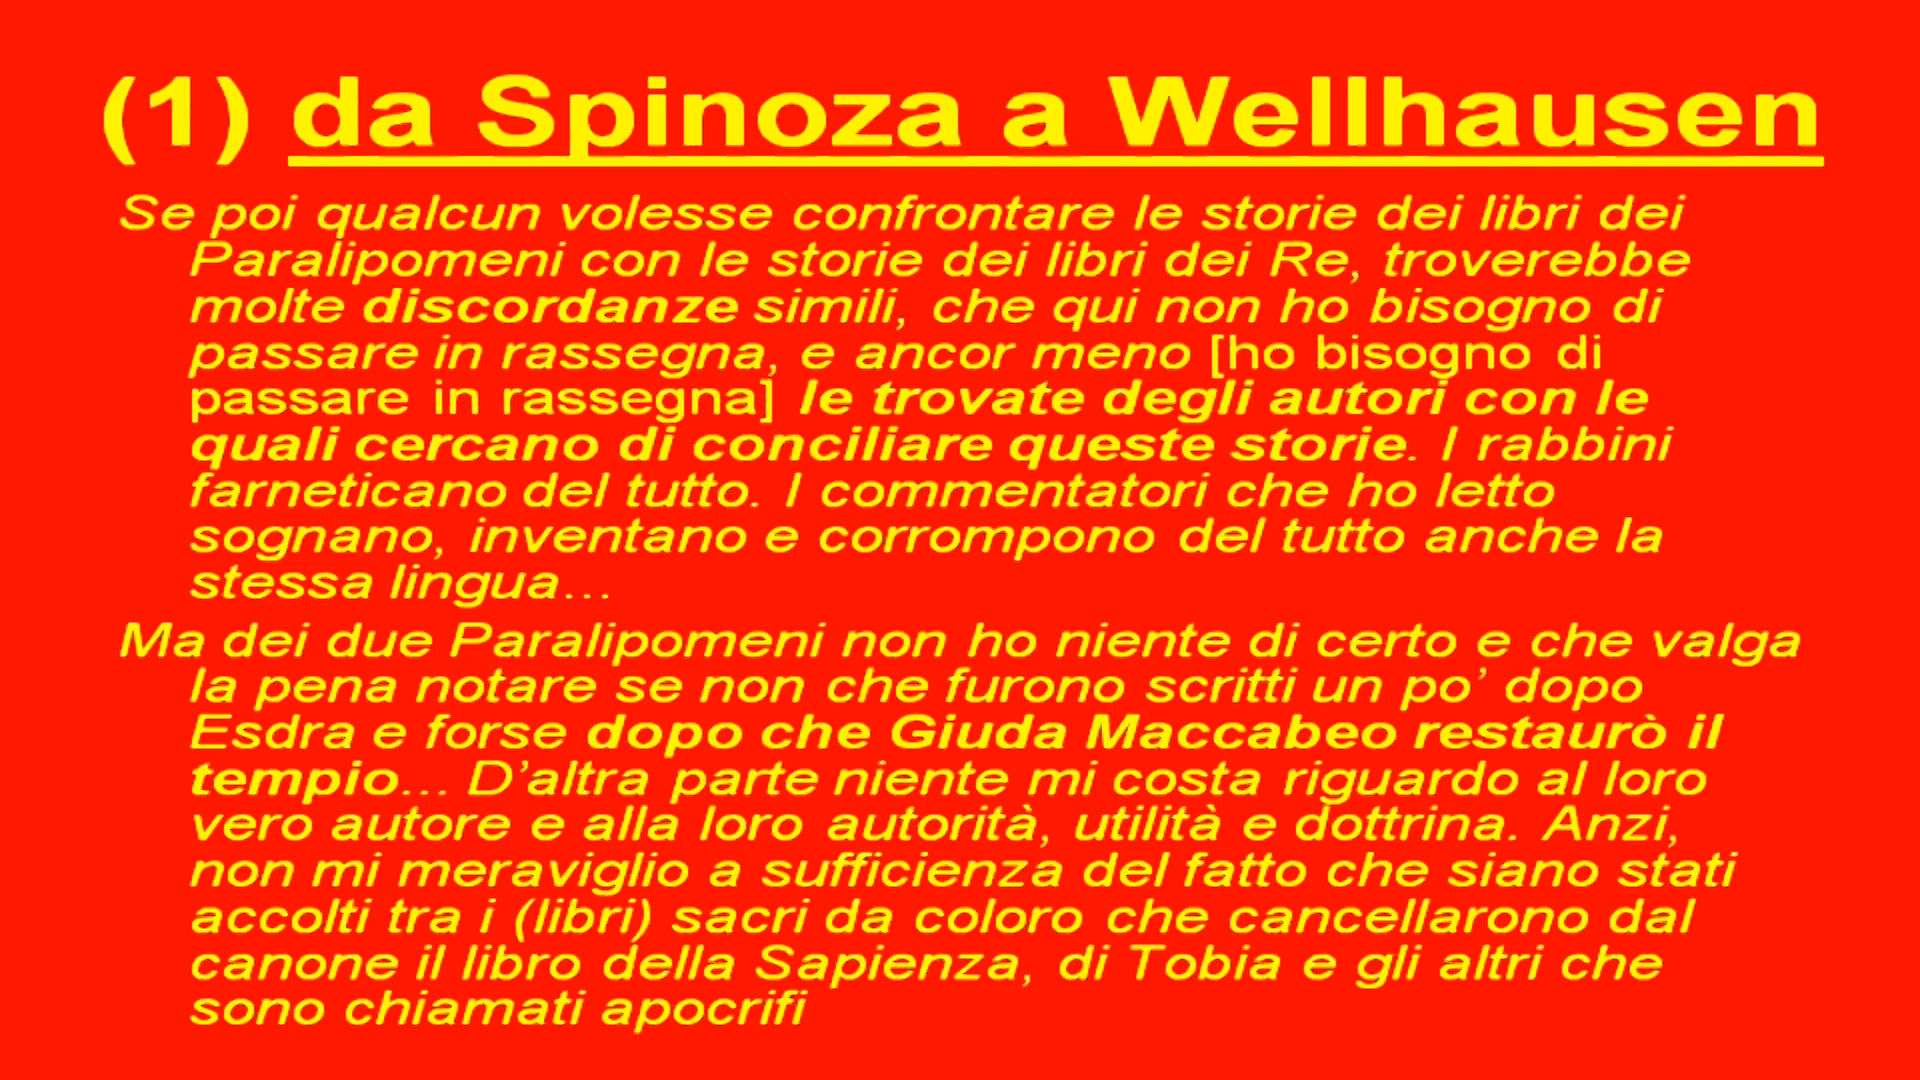 (1) da Spinoza a Wellhausen
Se poi qualcun volesse confrontare le storie dei libri dei
Paralipomeni con le storie dei libri dei Re, troverebbe
molte discordanze simili, che qui non ho bisogno di
passare in rassegna, e ancor meno [ho bisogno di
passare in rassegna] le trovate degli autori con le
quali cercano di conciliare queste storie. I rabbini
farneticano del tutto. I commentatori che ho letto
sognano, inventano e corrompono del tutto anche la
stessa lingua…
Ma dei due Paralipomeni non ho niente di certo e che valga
la pena notare se non che furono scritti un po’ dopo
Esdra e forse dopo che Giuda Maccabeo restaurò il
tempio… D’altra parte niente mi costa riguardo al loro
vero autore e alla loro autorità, utilità e dottrina. Anzi,
non mi meraviglio a sufficienza del fatto che siano stati
accolti tra i (libri) sacri da coloro che cancellarono dal
canone il libro della Sapienza, di Tobia e gli altri che
sono chiamati apocrifi